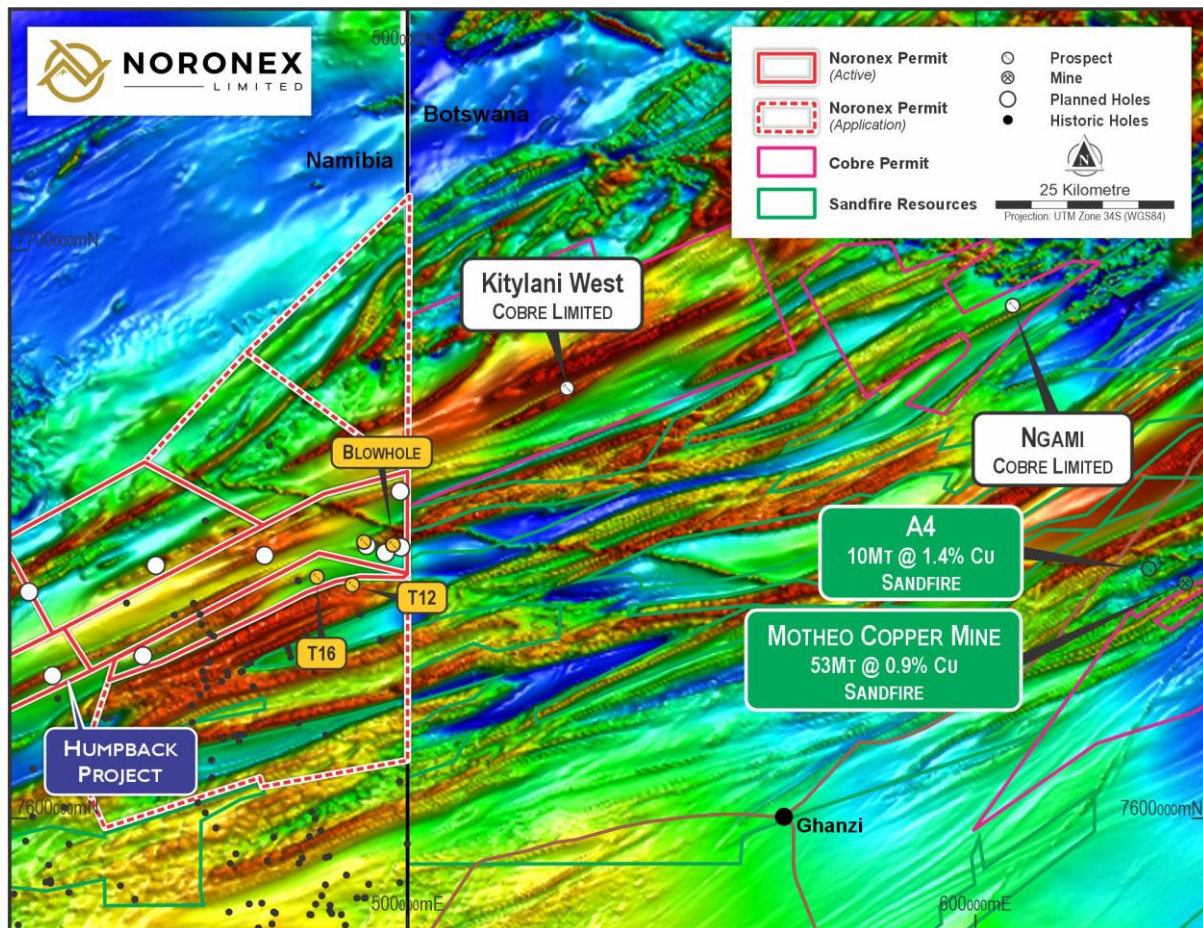 NORONEX
LIMITED
500000mE
Botswana
Namibia
Noronex Permit
(Active)
Noronex Permit
(Application)
Cobre Permit
Sandfire Resources
Prospect
Mine
Planned Holes
Historic Holes
N
25 Kilometre
Projection: UTM Zone 34S (WGS84)
7700000mN
Kitylani West
COBRE LIMITED
NGAMI
COBRE LIMITED
BLOWHOLE
T12
T16
A4
10MT @ 1.4% CU
SANDFIRE
MOTHEO COPPER MINE
53MT @ 0.9% CU
SANDFIRE
HUMPBACK
PROJECT
7600000mN
7600000mN
Ghanzi
500000mE
600000mE